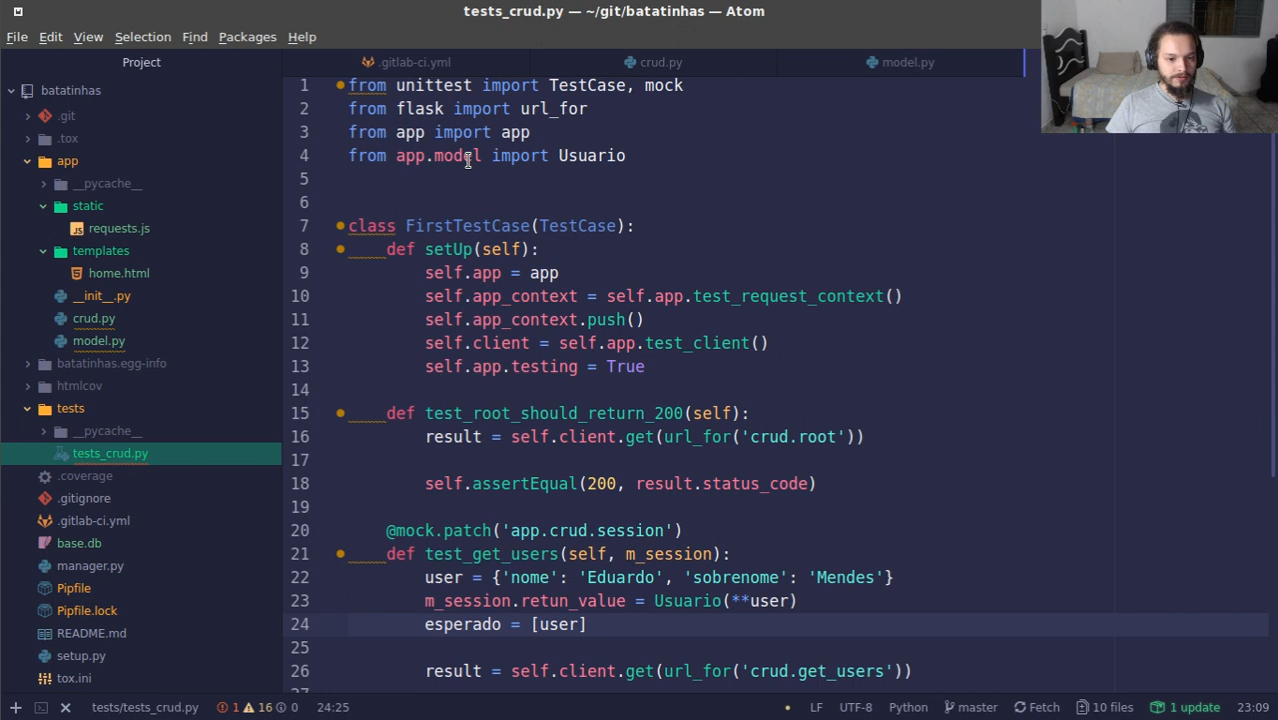 tests_crud.py — ~/git/batatinhas — Atom
File Edit View Selection Find Packages Help
Project
.gitlab-ci.yml crud.py model.py
batatinhas
.git
.tox
app
__pycache__
static
requests.js
templates
home.html
__init__.py
crud.py
model.py
batatinhas.egg-info
htmlcov
tests
__pycache__
tests_crud.py
.coverage
.gitignore
.gitlab-ci.yml
base.db
manager.py
Pipfile
Pipfile.lock
README.md
setup.py
tox.ini
1 from unittest import TestCase, mock
2 from flask import url_for
3 from app import app
4 from app.model import Usuario
5
6
7 class FirstTestCase(TestCase):
8 def setUp(self):
9 self.app = app
10 self.app_context = self.app.test_request_context()
11 self.app_context.push()
12 self.client = self.app.test_client()
13 self.app.testing = True
14
15 def test_root_should_return_200(self):
16 result = self.client.get(url_for('crud.root'))
17
18 self.assertEqual(200, result.status_code)
19
20 @mock.patch('app.crud.session')
21 def test_get_users(self, m_session):
22 user = {'nome': 'Eduardo', 'sobrenome': 'Mendes'}
23 m_session.retun_value = Usuario(**user)
24 esperado = [user]
25
26 result = self.client.get(url_for('crud.get_users'))
tests/tests_crud.py 1 16 0 24:25 LF UTF-8 Python master Fetch 10 files 1 update 23:09